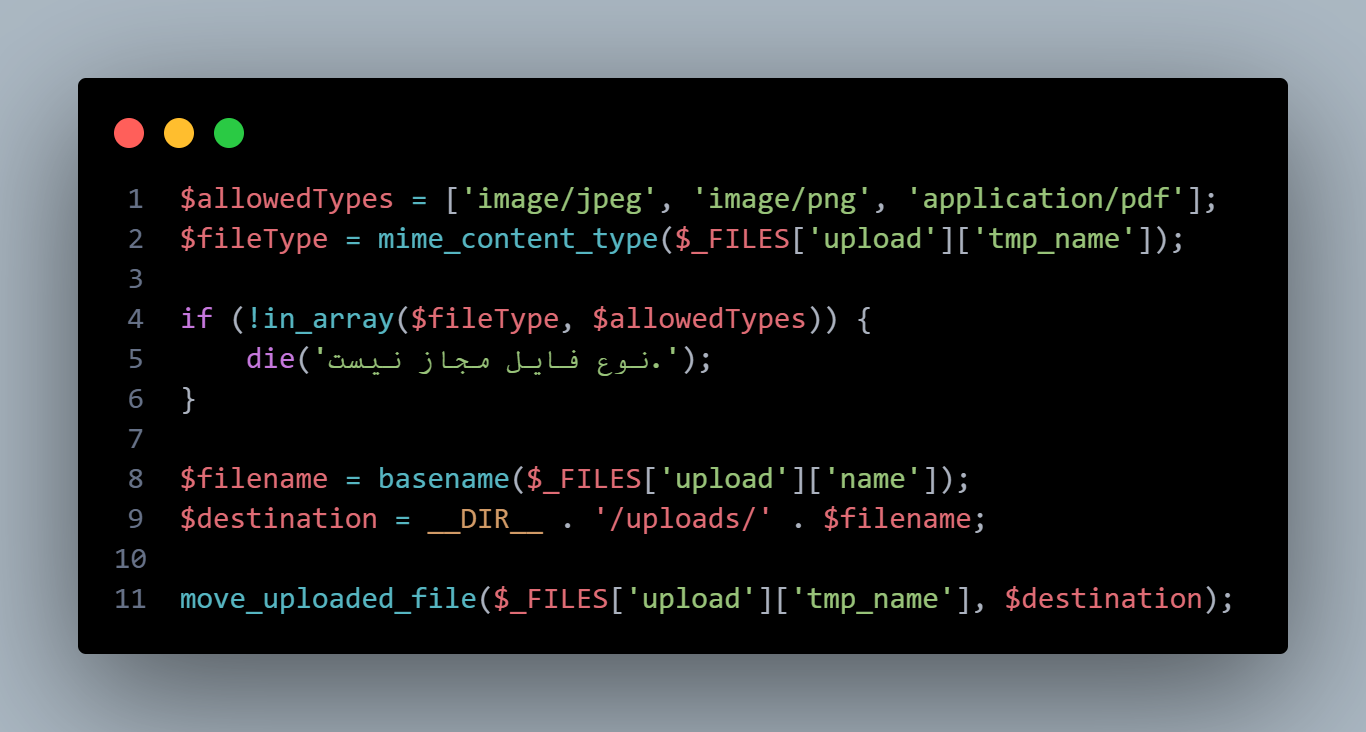 1 $allowedTypes = ['image/jpeg', 'image/png', 'application/pdf'];
2 $fileType = mime_content_type($_FILES['upload']['tmp_name']);
3
4 if (!in_array($fileType, $allowedTypes)) {
5     die('نوع فایل مجاز نیست.');
6 }
7
8 $filename = basename($_FILES['upload']['name']);
9 $destination = __DIR__ . '/uploads/' . $filename;
10
11 move_uploaded_file($_FILES['upload']['tmp_name'], $destination);